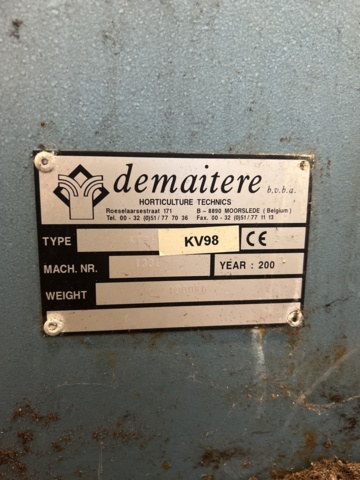 demaitere b.v.b.a.
HORTICULTURE TECHNICS
Roeselaarsestraat 171 B - 8890 MOORSLEDE ( Belgium )
Tel. 00 - 32 (0)51 / 77 70 36 Fax. 00 - 32 (0)51 / 77 11 13
TYPE KV98 CE
MACH. NR. YEAR : 200
WEIGHT